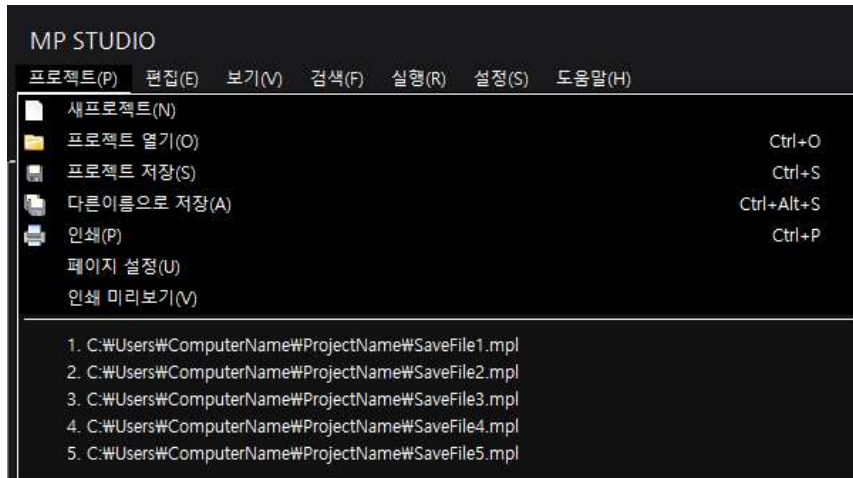 MP STUDIO
프로젝트(P) 편집(E) 보기(V) 검색(F) 실행(R) 설정(S) 도움말(H)
새프로젝트(N)
프로젝트 열기(O) Ctrl+O
프로젝트 저장(S) Ctrl+S
다른이름으로 저장(A) Ctrl+Alt+S
인쇄(P) Ctrl+P
페이지 설정(U)
인쇄 미리보기(V)
1. C:₩Users₩ComputerName₩ProjectName₩SaveFile1.mpl
2. C:₩Users₩ComputerName₩ProjectName₩SaveFile2.mpl
3. C:₩Users₩ComputerName₩ProjectName₩SaveFile3.mpl
4. C:₩Users₩ComputerName₩ProjectName₩SaveFile4.mpl
5. C:₩Users₩ComputerName₩ProjectName₩SaveFile5.mpl